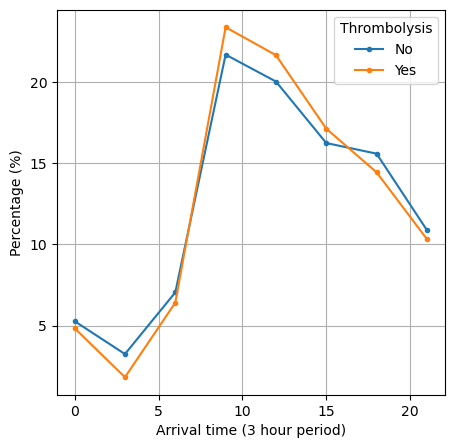 Thrombolysis
No
Yes
Percentage (%)
20
15
10
5
0 5 10 15 20
Arrival time (3 hour period)